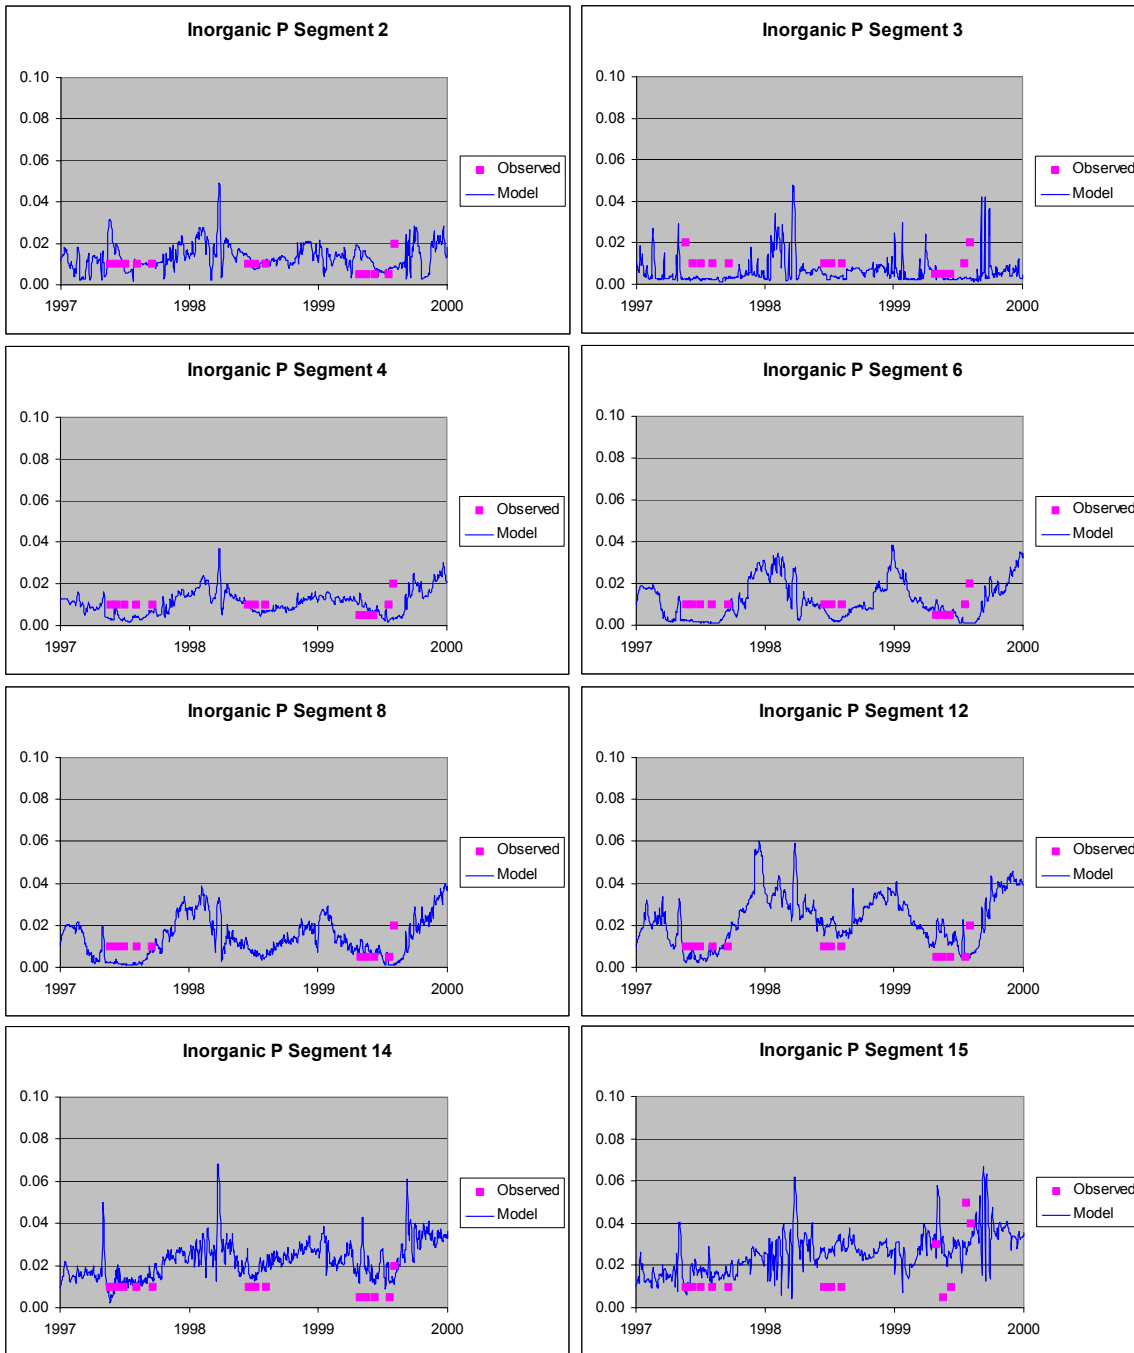 Inorganic P Segment 2
0.10
0.08
0.06
0.04
0.02
0.00
1997 1998 1999 2000
Observed
Model
Inorganic P Segment 3
0.10
0.08
0.06
0.04
0.02
0.00
1997 1998 1999 2000
Observed
Model
Inorganic P Segment 4
0.10
0.08
0.06
0.04
0.02
0.00
1997 1998 1999 2000
Observed
Model
Inorganic P Segment 6
0.10
0.08
0.06
0.04
0.02
0.00
1997 1998 1999 2000
Observed
Model
Inorganic P Segment 8
0.10
0.08
0.06
0.04
0.02
0.00
1997 1998 1999 2000
Observed
Model
Inorganic P Segment 12
0.10
0.08
0.06
0.04
0.02
0.00
1997 1998 1999 2000
Observed
Model
Inorganic P Segment 14
0.10
0.08
0.06
0.04
0.02
0.00
1997 1998 1999 2000
Observed
Model
Inorganic P Segment 15
0.10
0.08
0.06
0.04
0.02
0.00
1997 1998 1999 2000
Observed
Model